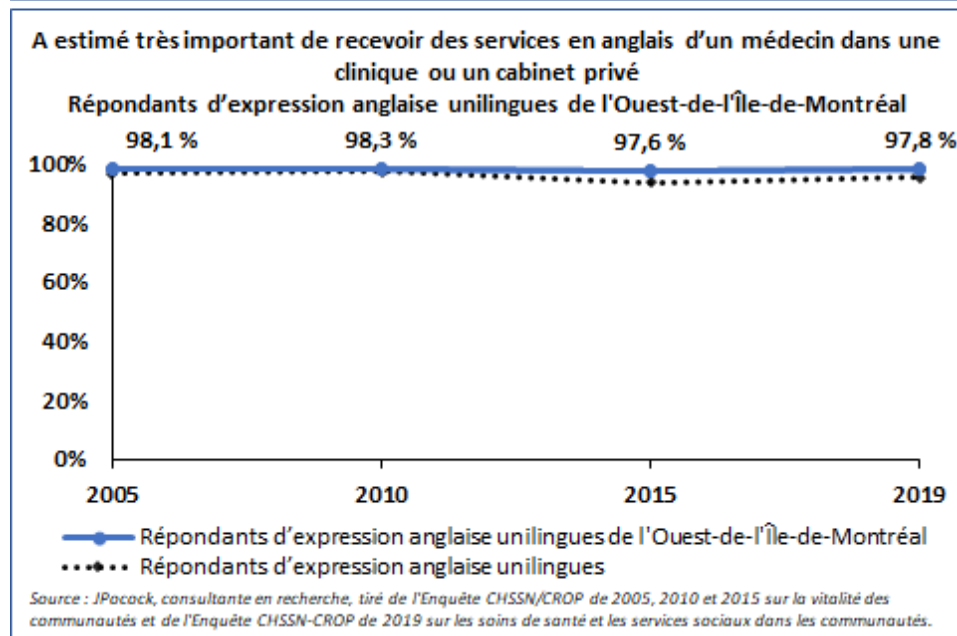 A estimé très important de recevoir des services en anglais d’un médecin dans une
clinique ou un cabinet privé
Répondants d’expression anglaise unilingues de l'Ouest-de-l'Île-de-Montréal
98,1 % 98,3 % 97,6 % 97,8 %
100%
80%
60%
40%
20%
0%
2005 2010 2015 2019
Répondants d’expression anglaise unilingues de l'Ouest-de-l'Île-de-Montréal
Répondants d’expression anglaise unilingues
Source : JPocock, consultante en recherche, tiré de l'Enquête CHSSN/CROP de 2005, 2010 et 2015 sur la vitalité des
communautés et de l'Enquête CHSSN-CROP de 2019 sur les soins de santé et les services sociaux dans les communautés.